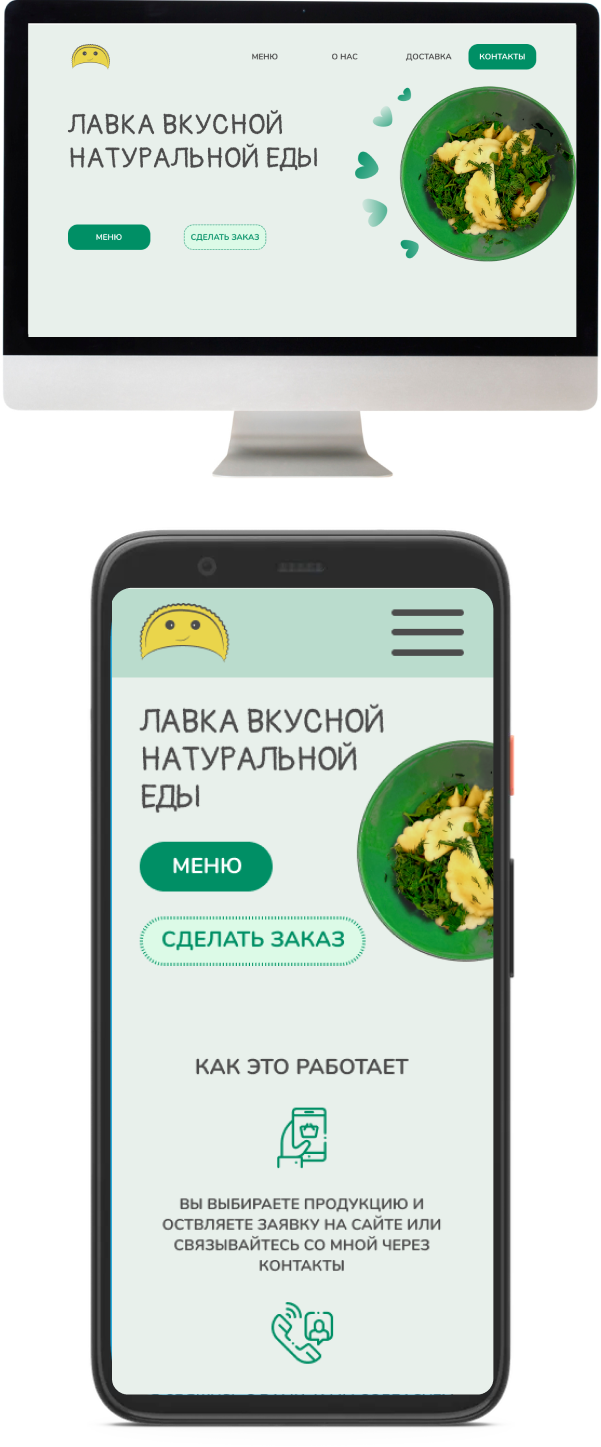 МЕНЮ О НАС ДОСТАВКА КОНТАКТЫ
ЛАВКА ВКУСНОЙ
НАТУРАЛЬНОЙ ЕДЫ
МЕНЮ СДЕЛАТЬ ЗАКАЗ
ЛАВКА ВКУСНОЙ
НАТУРАЛЬНОЙ
ЕДЫ
МЕНЮ
СДЕЛАТЬ ЗАКАЗ
КАК ЭТО РАБОТАЕТ
ВЫ ВЫБИРАЕТЕ ПРОДУКЦИЮ И
ОСТВЛЯЕТЕ ЗАЯВКУ НА САЙТЕ ИЛИ
СВЯЗЫВАЙТЕСЬ СО МНОЙ ЧЕРЕЗ
КОНТАКТЫ